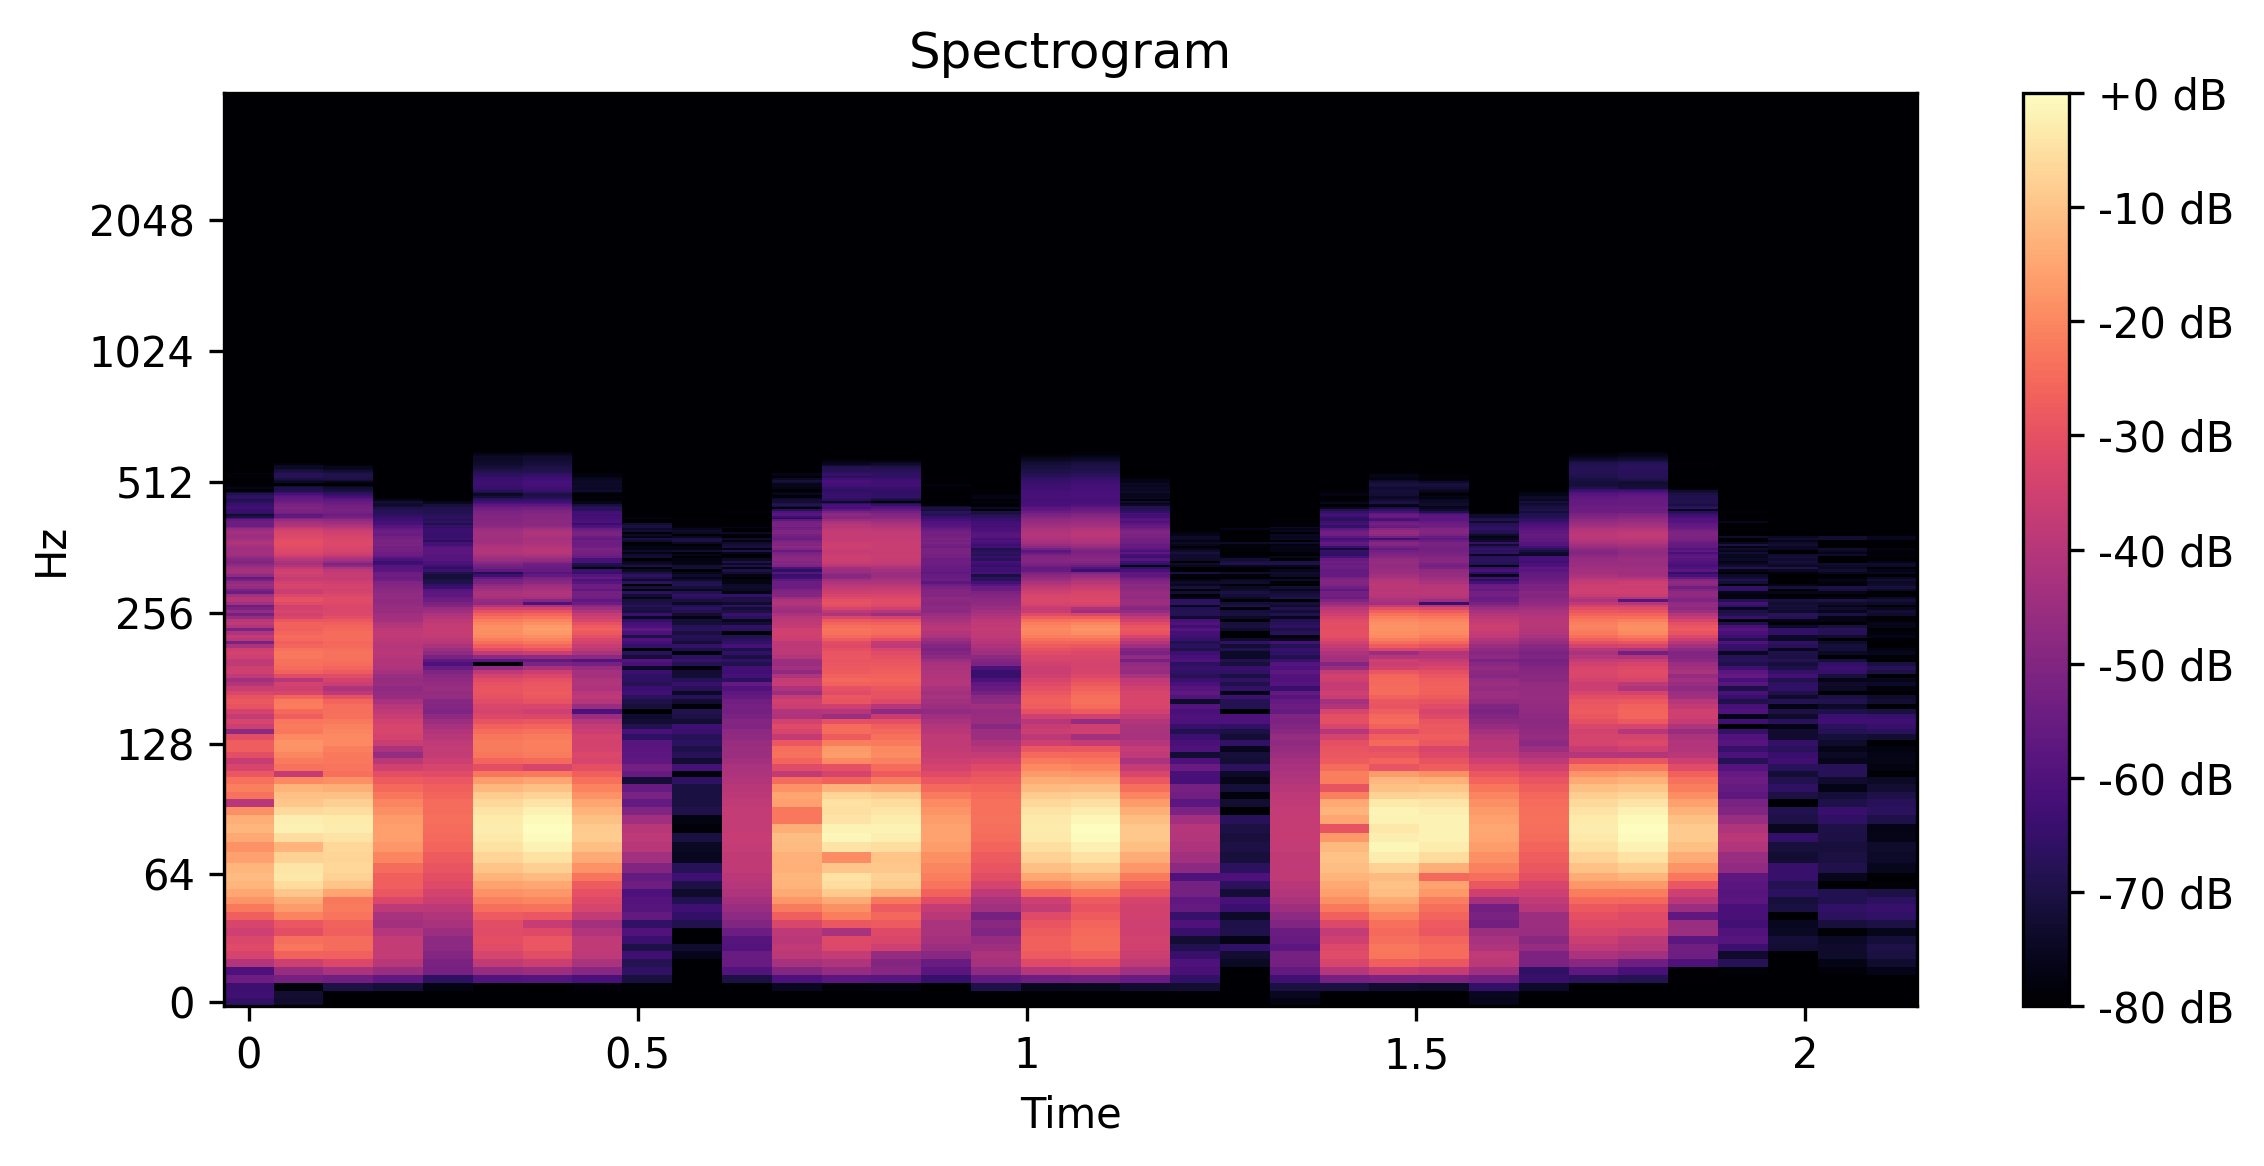 Spectrogram
+0 dB
2048
-10 dB
-20 dB
1024
-30 dB
512
Hz
-40 dB
256
-50 dB
128
-60 dB
64
-70 dB
0
-80 dB
0 0.5 1 1.5 2
Time